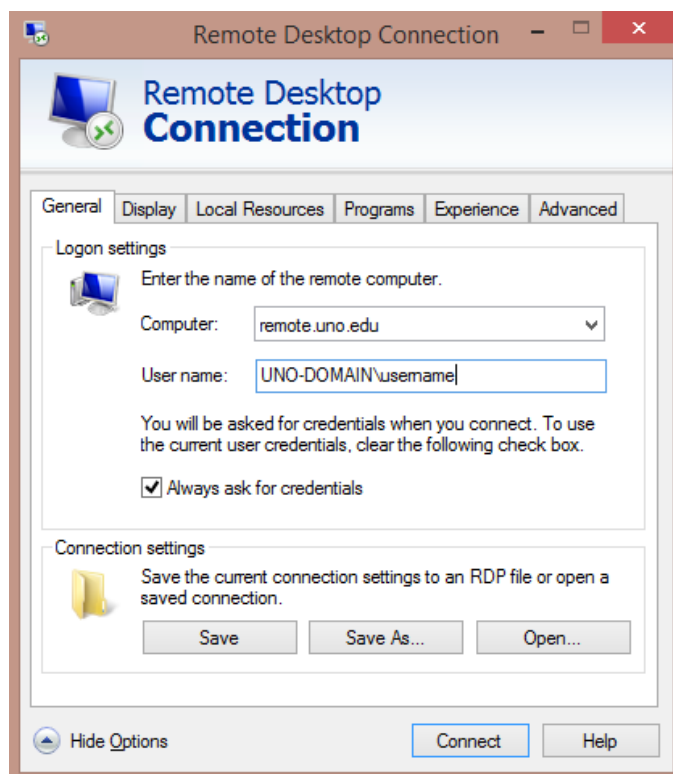 Remote Desktop Connection
Remote Desktop
Connection
General Display Local Resources Programs Experience Advanced
Logon settings
Enter the name of the remote computer.
Computer: remote.uno.edu
User name: UNO-DOMAIN\username
You will be asked for credentials when you connect. To use
the current user credentials, clear the following check box.
Always ask for credentials
Connection settings
Save the current connection settings to an RDP file or open a
saved connection.
Save Save As... Open...
Hide Options Connect Help